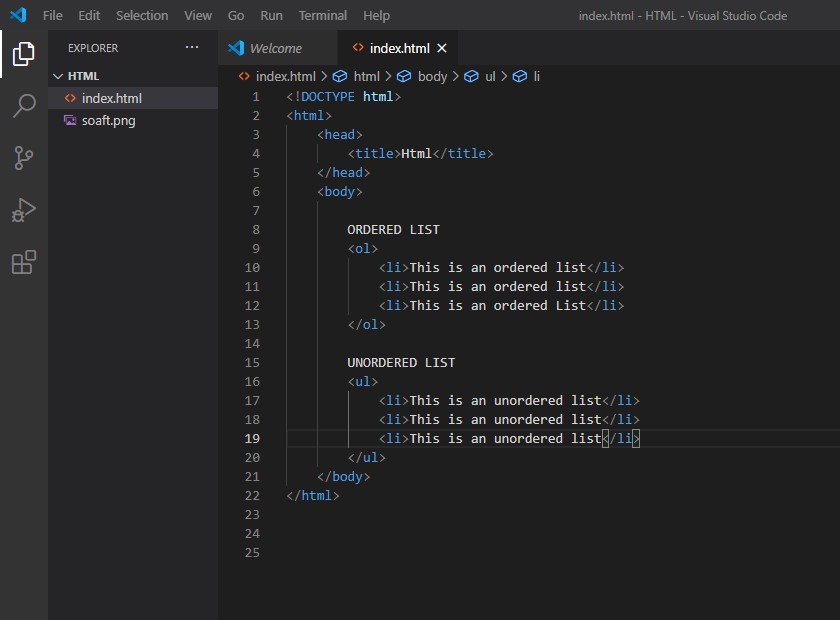 File Edit Selection View Go Run Terminal Help index.html - HTML - Visual Studio Code
EXPLORER ··· Welcome <> index.html ×
HTML <> index.html > html > body > ul > li
<> index.html
soaft.png
1 <!DOCTYPE html>
2 <html>
3 <head>
4 <title>Html</title>
5 </head>
6 <body>
7
8 ORDERED LIST
9 <ol>
10 <li>This is an ordered list</li>
11 <li>This is an ordered list</li>
12 <li>This is an ordered List</li>
13 </ol>
14
15 UNORDERED LIST
16 <ul>
17 <li>This is an unordered list</li>
18 <li>This is an unordered list</li>
19 <li>This is an unordered list</li>
20 </ul>
21 </body>
22 </html>
23
24
25